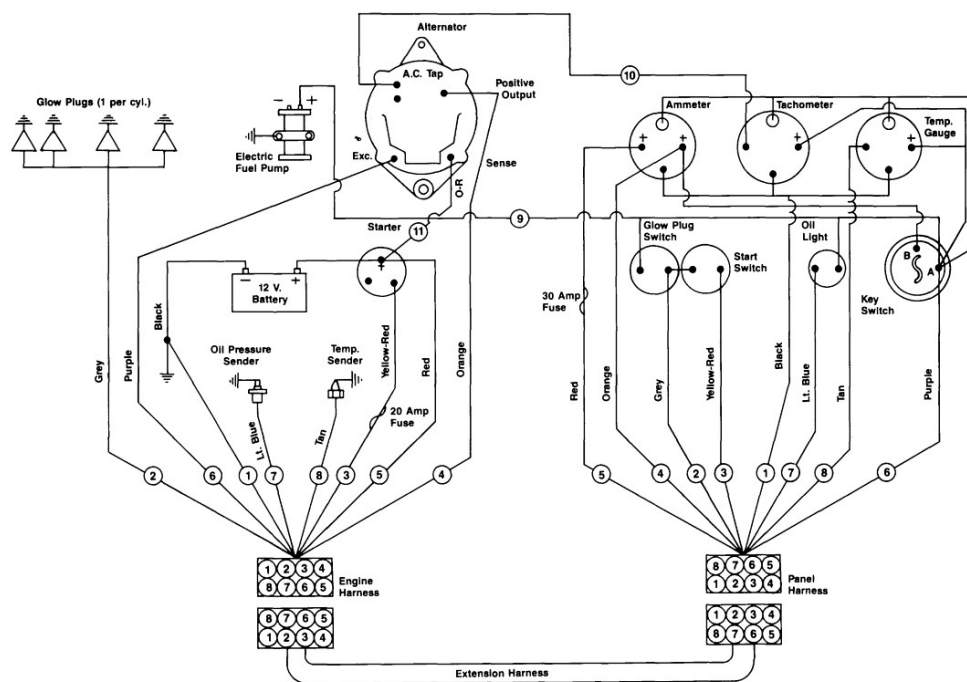 Alternator
Glow Plugs (1 per cyl.)
A.C. Tap
Positive
Output
10
Ammeter
Tachometer
Temp.
Gauge
- +
Electric
Fuel Pump
Exc.
Sense
O-R
+
+
+
+
Starter
11
9
Glow Plug
Switch
Oil
Light
Start
Switch
B
A
Key
Switch
+
- +
12 V.
Battery
30 Amp
Fuse
Black
Grey
Purple
Oil Pressure
Sender
Temp.
Sender
Yellow-Red
Red
Orange
20 Amp
Fuse
Lt. Blue
Tan
Red
Orange
Grey
Yellow-Red
Black
Lt. Blue
Tan
Purple
2 6 1 7 8 3 5 4
5 4 2 3 1 7 8 6
1 2 3 4
8 7 6 5
Engine
Harness
8 7 6 5
1 2 3 4
8 7 6 5
1 2 3 4
Panel
Harness
1 2 3 4
8 7 6 5
Extension Harness